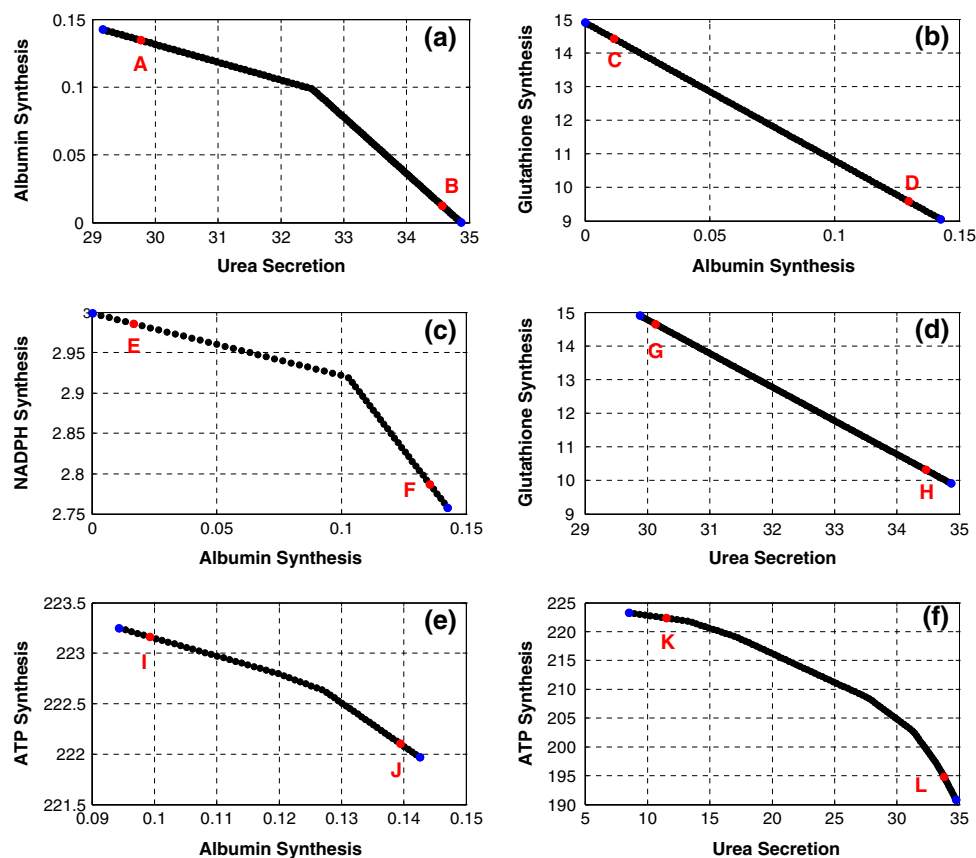 (a)
Albumin Synthesis
0.15
0.1
0.05
0
A
B
29 30 31 32 33 34 35
Urea Secretion
(b)
Glutathione Synthesis
15
14
13
12
11
10
9
C
D
0 0.05 0.1 0.15
Albumin Synthesis
(c)
NADPH Synthesis
3
2.95
2.9
2.85
2.8
2.75
E
F
0 0.05 0.1 0.15
Albumin Synthesis
(d)
Glutathione Synthesis
15
14
13
12
11
10
9
G
H
29 30 31 32 33 34 35
Urea Secretion
(e)
ATP Synthesis
223.5
223
222.5
222
221.5
I
J
0.09 0.1 0.11 0.12 0.13 0.14 0.15
Albumin Synthesis
(f)
ATP Synthesis
225
220
215
210
205
200
195
190
K
L
5 10 15 20 25 30 35
Urea Secretion